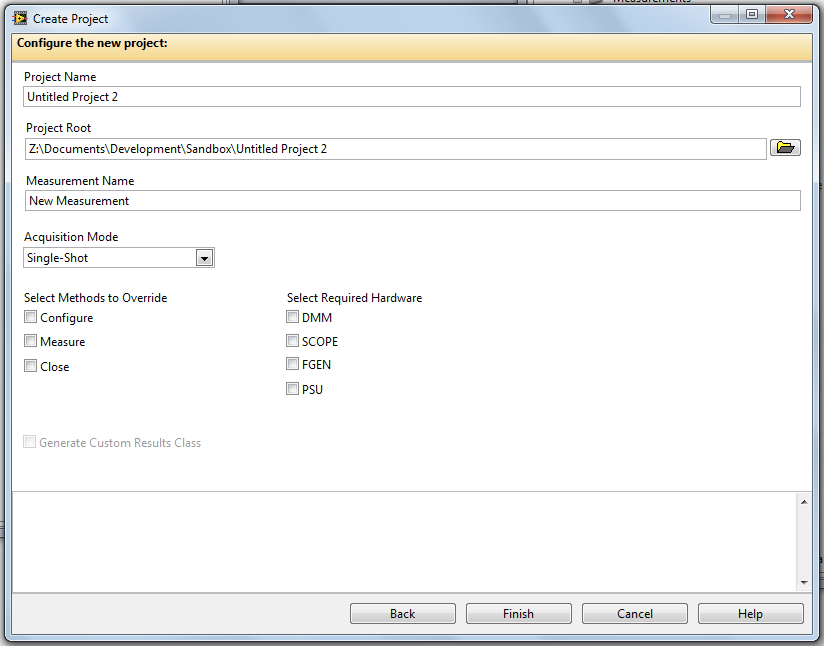 Create Project
Configure the new project:
Project Name
Untitled Project 2
Project Root
Z:\Documents\Development\Sandbox\Untitled Project 2
Measurement Name
New Measurement
Acquisition Mode
Single-Shot
Select Methods to Override
Configure
Measure
Close
Select Required Hardware
DMM
SCOPE
FGEN
PSU
Generate Custom Results Class
Back Finish Cancel Help